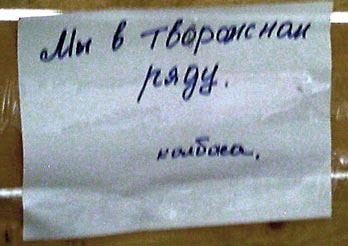 Мы в творожном
ряду.
колбаса.